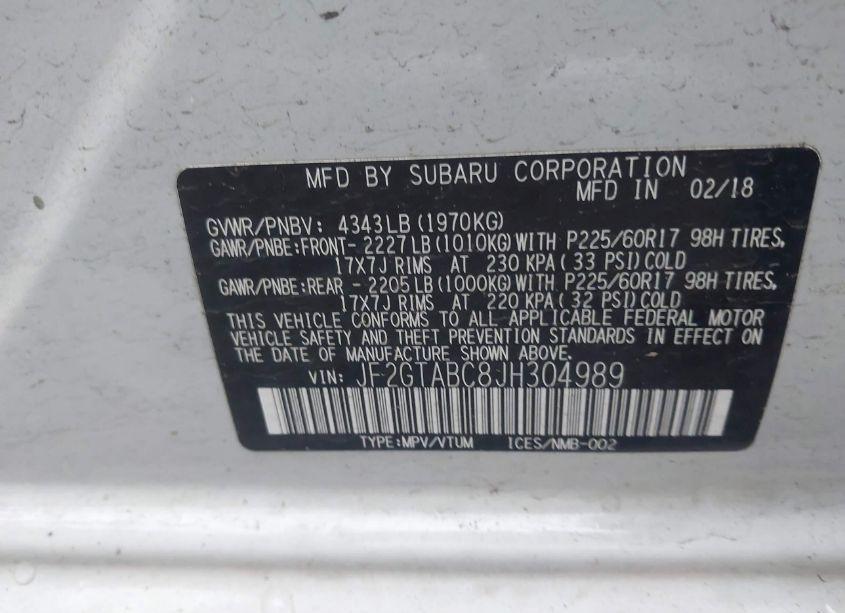 MFD BY SUBARU CORPORATION
MFD IN 02/18
GVWR/PNBV: 4343LB(1970KG)
GAWR/PNBE:FRONT- 2227LB(1010KG)WITH P225/60R17 98H TIRES,
17X7J RIMS AT 230 KPA( 33 PSI)COLD
GAWR/PNBE:REAR - 2205LB(1000KG)WITH P225/60R17 98H TIRES,
17X7J RIMS AT 220 KPA( 32 PSI)COLD
THIS VEHICLE CONFORMS TO ALL APPLICABLE FEDERAL MOTOR
VEHICLE SAFETY AND THEFT PREVENTION STANDARDS IN EFFECT ON
THE DATE OF MANUFACTURE SHOWN ABOVE.
VIN: JF2GTABC8JH304989
TYPE:MPV/VTUM ICES/NMB-002